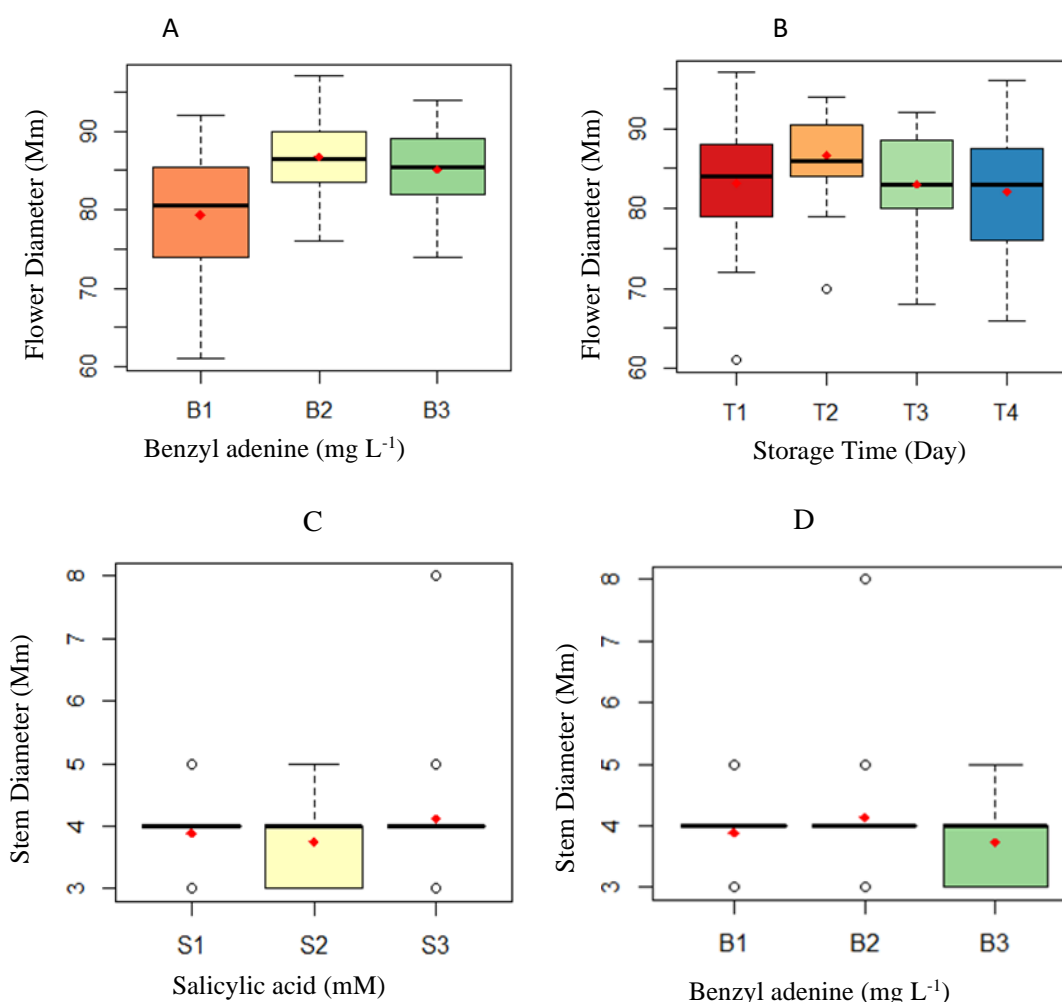 A
Flower Diameter (Mm)
60 70 80 90
B1 B2 B3
Benzyl adenine (mg L-1)
B
Flower Diameter (Mm)
60 70 80 90
T1 T2 T3 T4
Storage Time (Day)
C
Stem Diameter (Mm)
3 4 5 6 7 8
S1 S2 S3
Salicylic acid (mM)
D
Stem Diameter (Mm)
3 4 5 6 7 8
B1 B2 B3
Benzyl adenine (mg L-1)